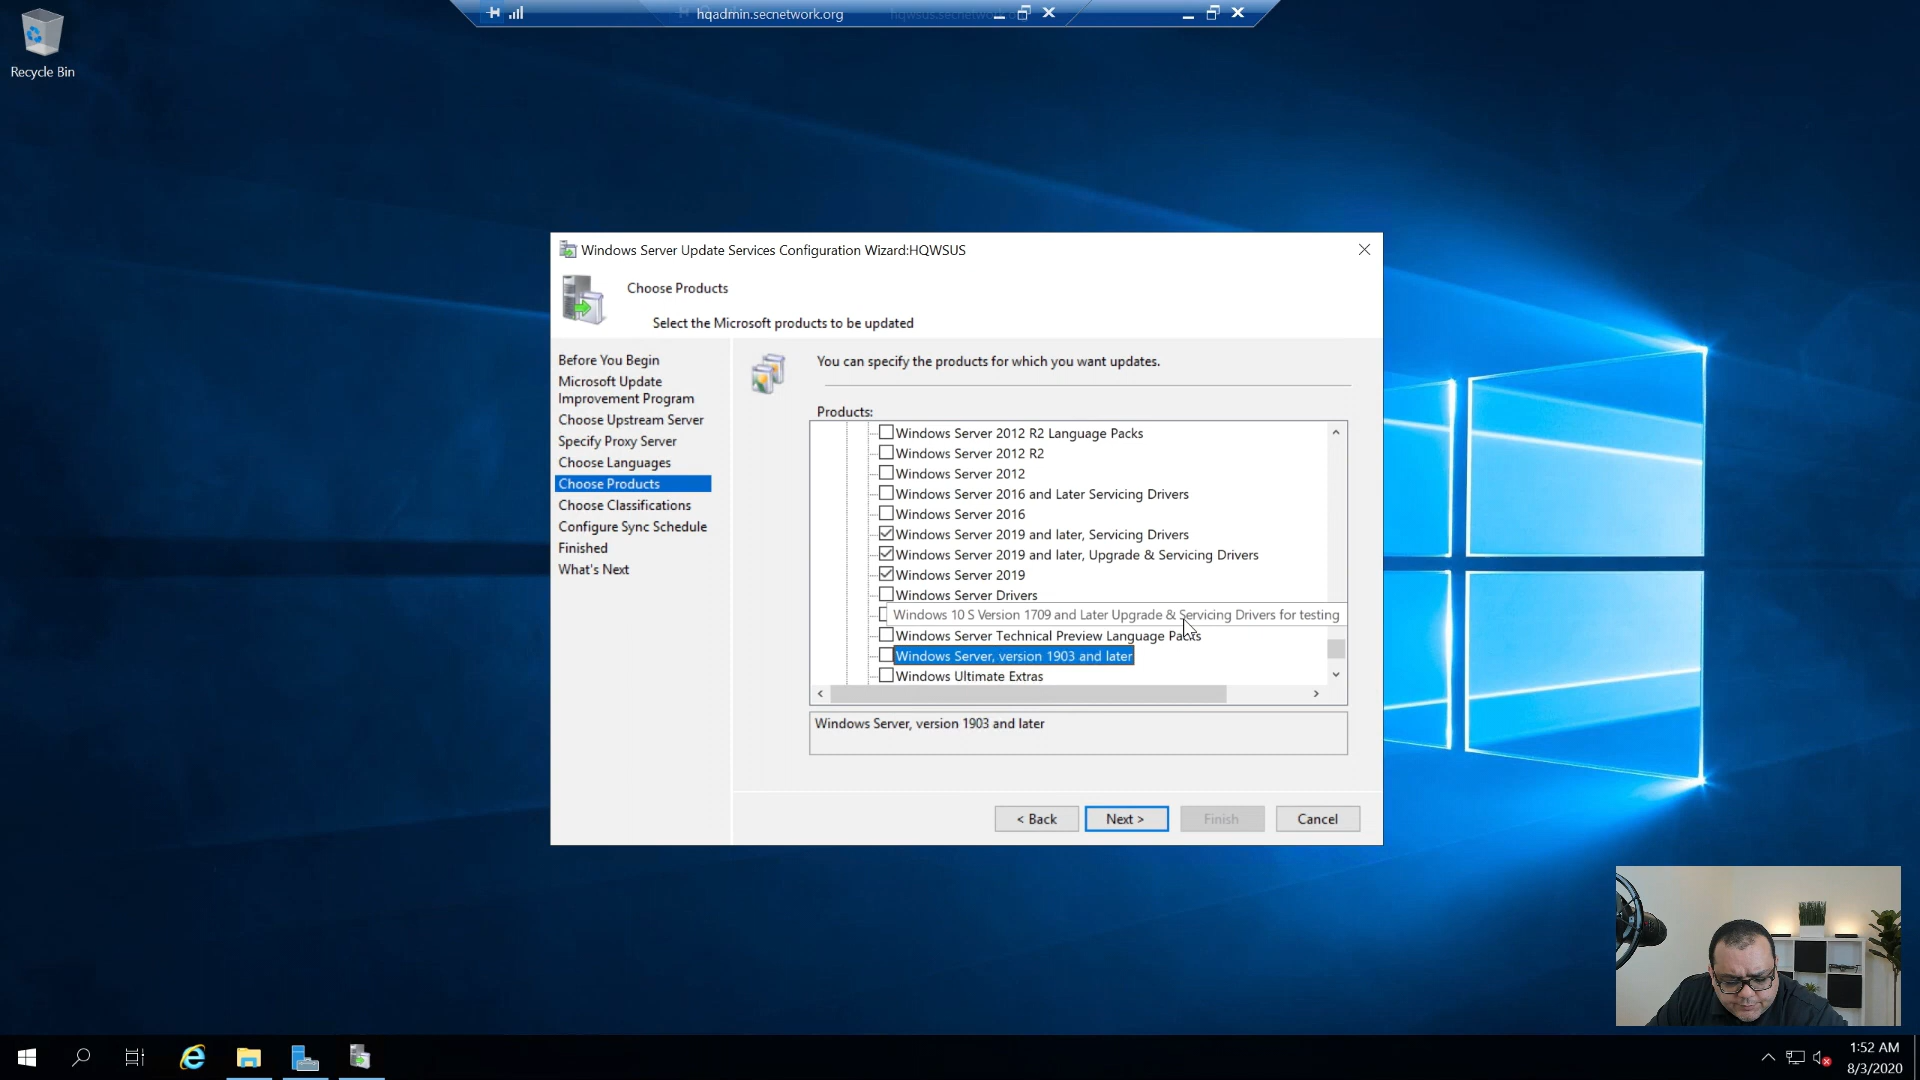 hqadmin.secnetwork.org
hqwsus.secnetwork.o
Recycle Bin
Windows Server Update Services Configuration Wizard:HQWSUS
Choose Products
Select the Microsoft products to be updated
Before You Begin
Microsoft Update
Improvement Program
Choose Upstream Server
Specify Proxy Server
Choose Languages
Choose Products
Choose Classifications
Configure Sync Schedule
Finished
What's Next
You can specify the products for which you want updates.
Products:
Windows Server 2012 R2 Language Packs
Windows Server 2012 R2
Windows Server 2012
Windows Server 2016 and Later Servicing Drivers
Windows Server 2016
Windows Server 2019 and later, Servicing Drivers
Windows Server 2019 and later, Upgrade & Servicing Drivers
Windows Server 2019
Windows Server Drivers
Windows 10 S Version 1709 and Later Upgrade & Servicing Drivers for testing
Windows Server Technical Preview Language Packs
Windows Server, version 1903 and later
Windows Ultimate Extras
Windows Server, version 1903 and later
< Back
Next >
Finish
Cancel
1:52 AM
8/3/2020